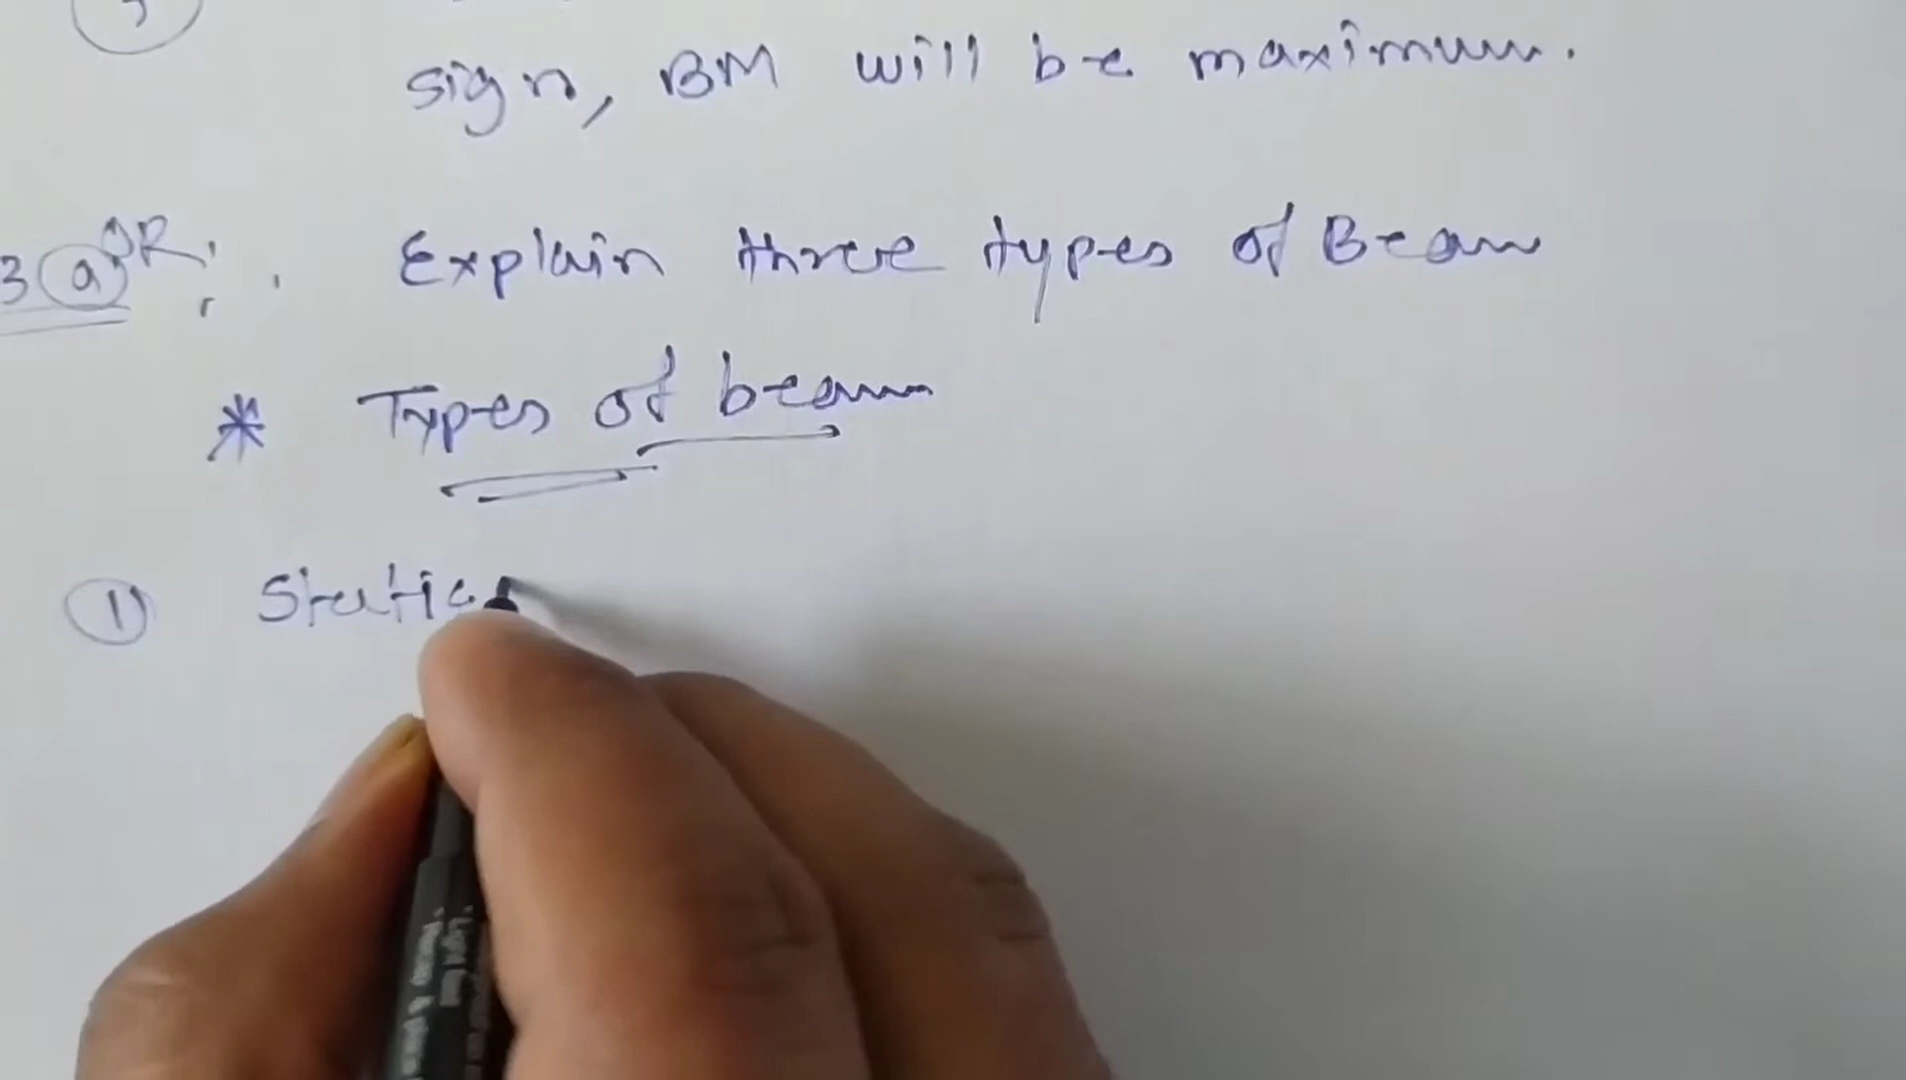 sign, BM will be maximum.
3 a OR:
Explain three types of Beam
* Types of beam
1) Static